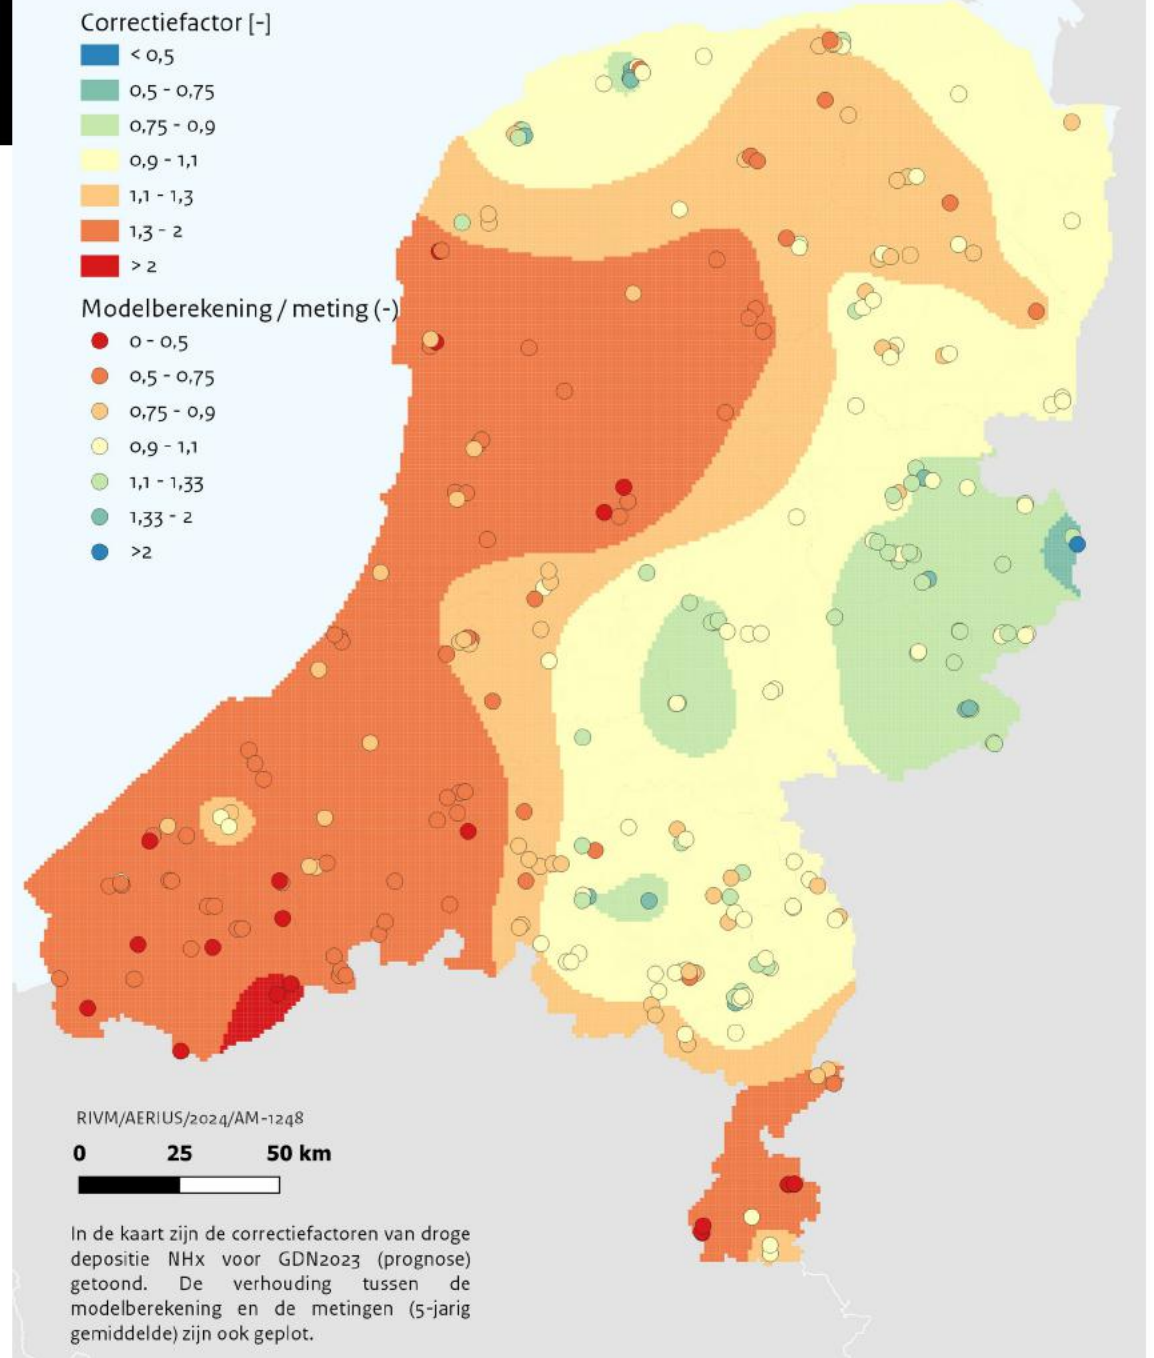 Correctiefactor [-]
< 0,5
0,5 - 0,75
0,75 - 0,9
0,9 - 1,1
1,1 - 1,3
1,3 - 2
> 2
Modelberekening / meting (-)
0 - 0,5
0,5 - 0,75
0,75 - 0,9
0,9 - 1,1
1,1 - 1,33
1,33 - 2
>2
RIVM/AERIUS/2024/AM-1248
0 25 50 km
In de kaart zijn de correctiefactoren van droge
depositie NHx voor GDN2023 (prognose)
getoond. De verhouding tussen de
modelberekening en de metingen (5-jarig
gemiddelde) zijn ook geplot.